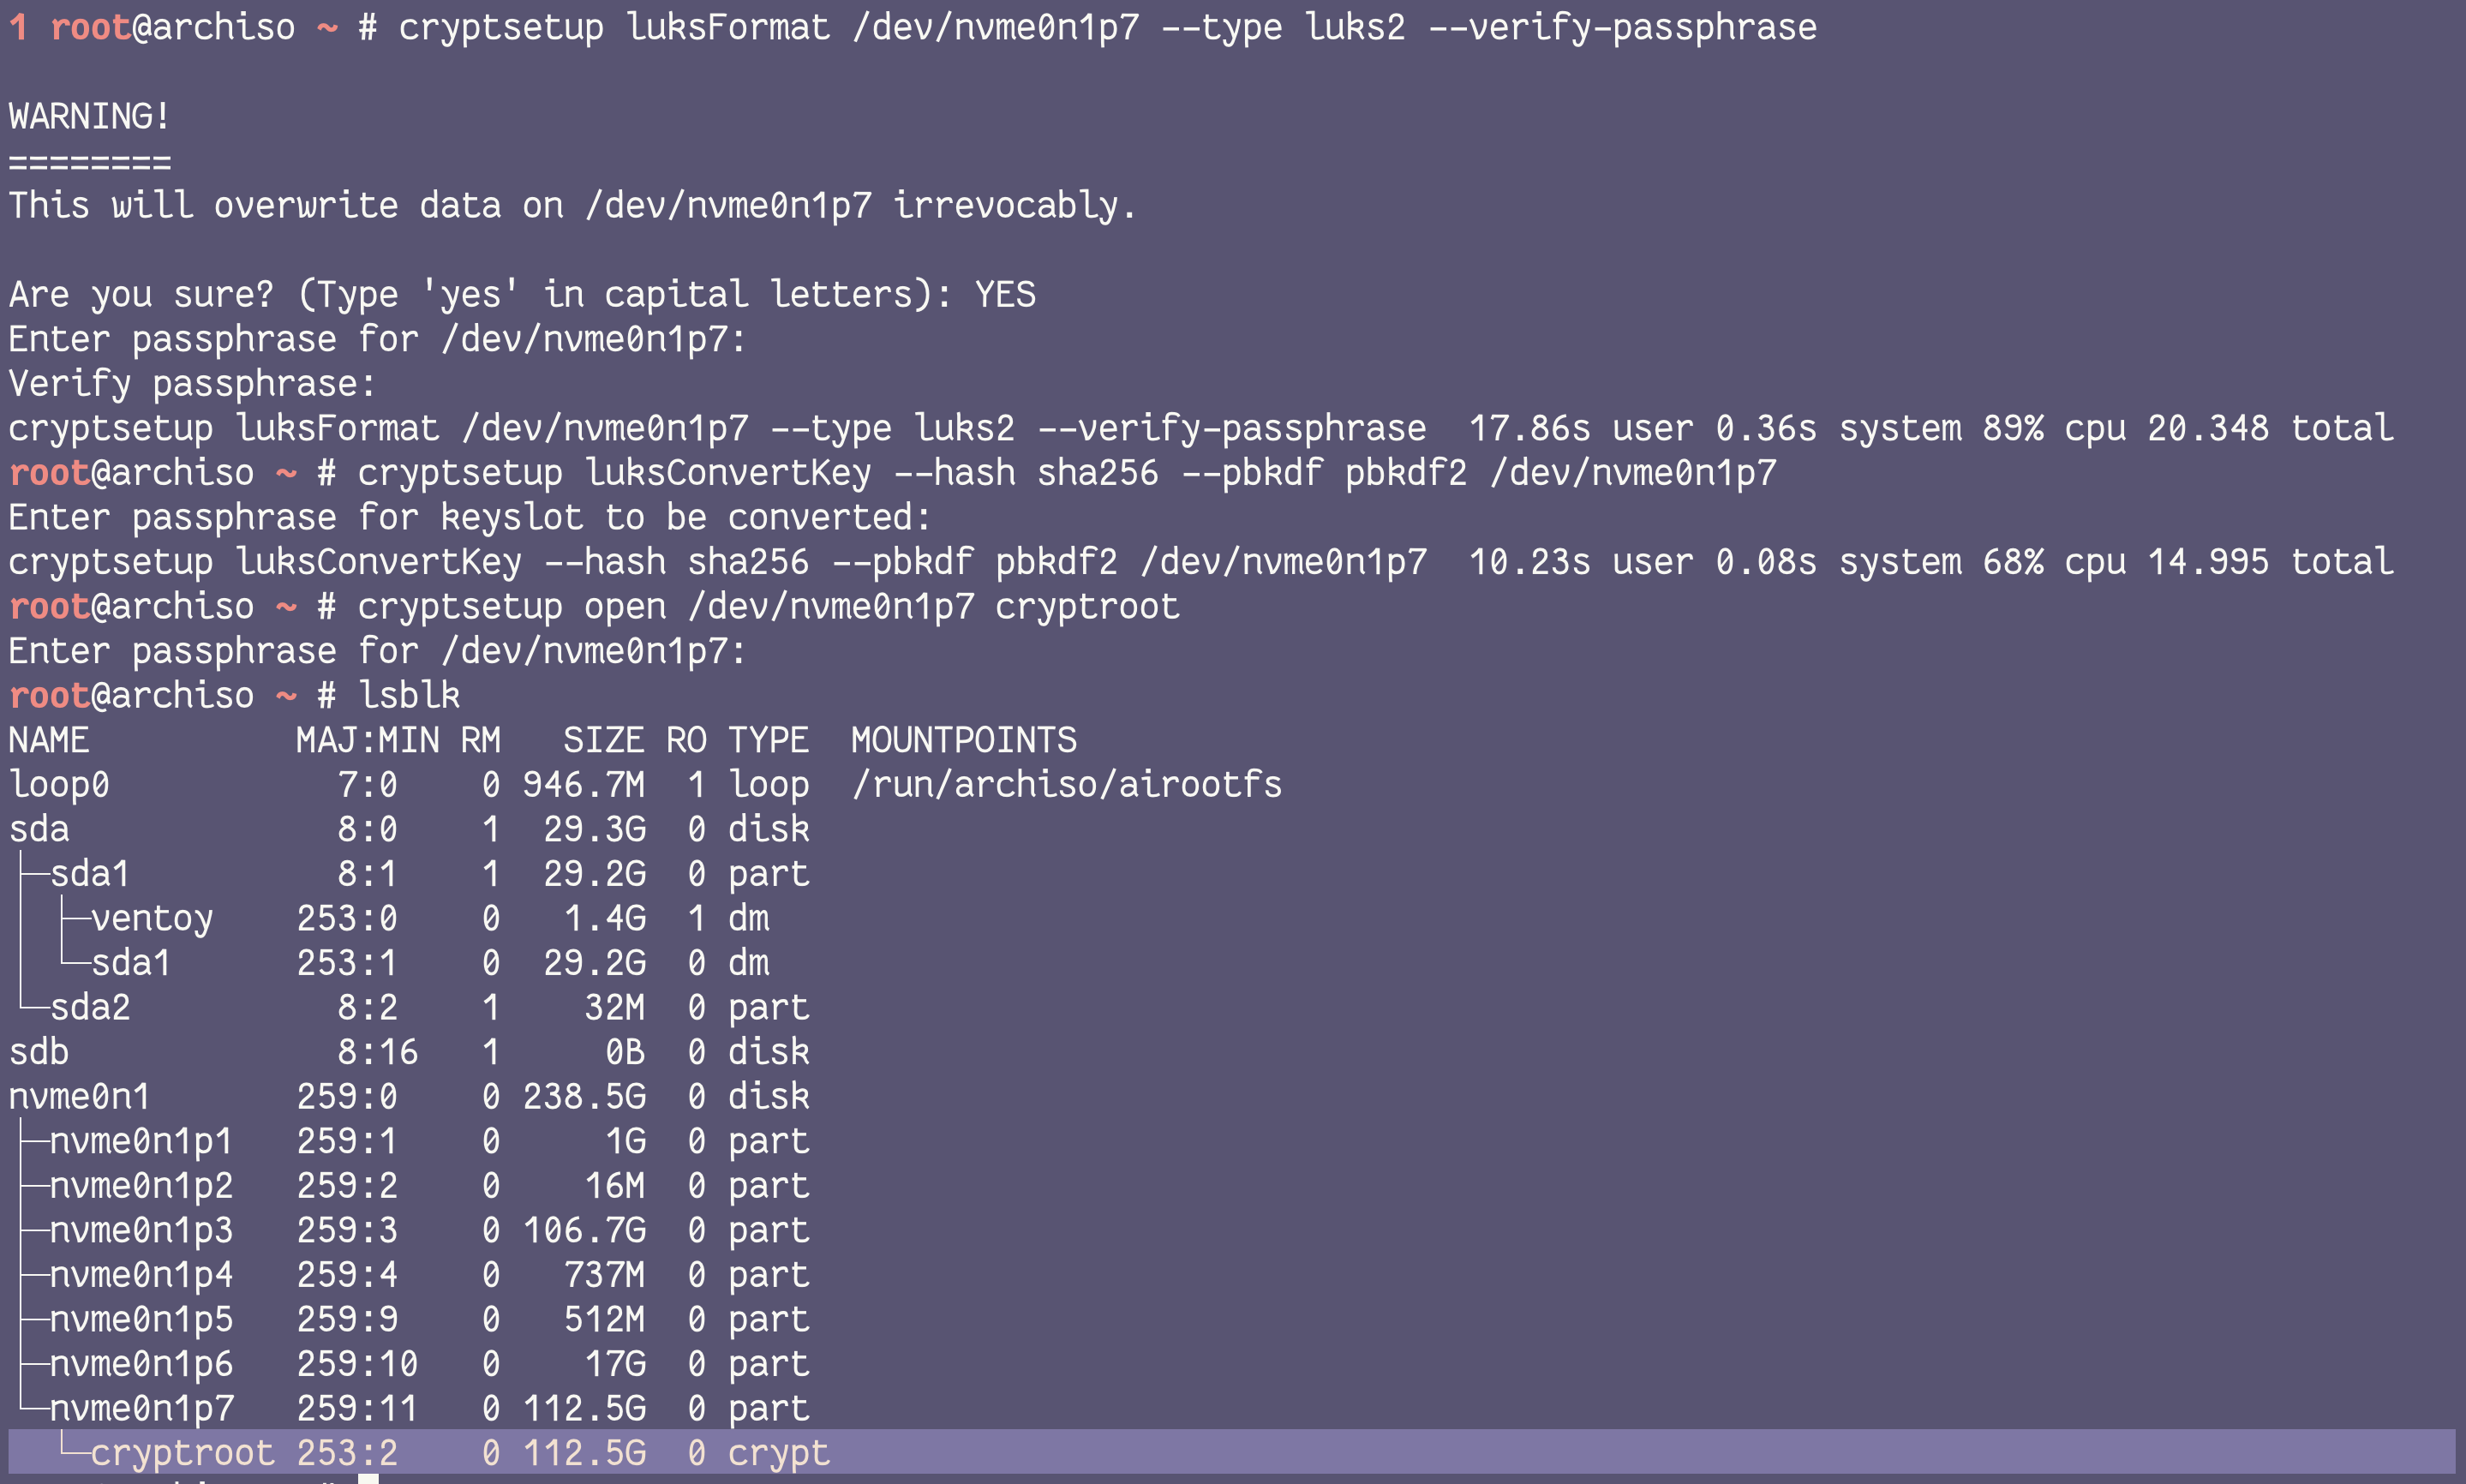 1 root@archiso ~ # cryptsetup luksFormat /dev/nvme0n1p7 --type luks2 --verify-passphrase
WARNING!
========
This will overwrite data on /dev/nvme0n1p7 irrevocably.
Are you sure? (Type 'yes' in capital letters): YES
Enter passphrase for /dev/nvme0n1p7:
Verify passphrase:
cryptsetup luksFormat /dev/nvme0n1p7 --type luks2 --verify-passphrase  17.86s user 0.36s system 89% cpu 20.348 total
root@archiso ~ # cryptsetup luksConvertKey --hash sha256 --pbkdf pbkdf2 /dev/nvme0n1p7
Enter passphrase for keyslot to be converted:
cryptsetup luksConvertKey --hash sha256 --pbkdf pbkdf2 /dev/nvme0n1p7  10.23s user 0.08s system 68% cpu 14.995 total
root@archiso ~ # cryptsetup open /dev/nvme0n1p7 cryptroot
Enter passphrase for /dev/nvme0n1p7:
root@archiso ~ # lsblk
NAME          MAJ:MIN RM   SIZE RO TYPE  MOUNTPOINTS
loop0           7:0    0 946.7M  1 loop  /run/archiso/airootfs
sda             8:0    1  29.3G  0 disk
├─sda1          8:1    1  29.2G  0 part
│ ├─ventoy    253:0    0   1.4G  1 dm
│ └─sda1      253:1    0  29.2G  0 dm
└─sda2          8:2    1    32M  0 part
sdb             8:16   1     0B  0 disk
nvme0n1       259:0    0 238.5G  0 disk
├─nvme0n1p1   259:1    0     1G  0 part
├─nvme0n1p2   259:2    0    16M  0 part
├─nvme0n1p3   259:3    0 106.7G  0 part
├─nvme0n1p4   259:4    0   737M  0 part
├─nvme0n1p5   259:9    0   512M  0 part
├─nvme0n1p6   259:10   0    17G  0 part
└─nvme0n1p7   259:11   0 112.5G  0 part
  └─cryptroot 253:2    0 112.5G  0 crypt